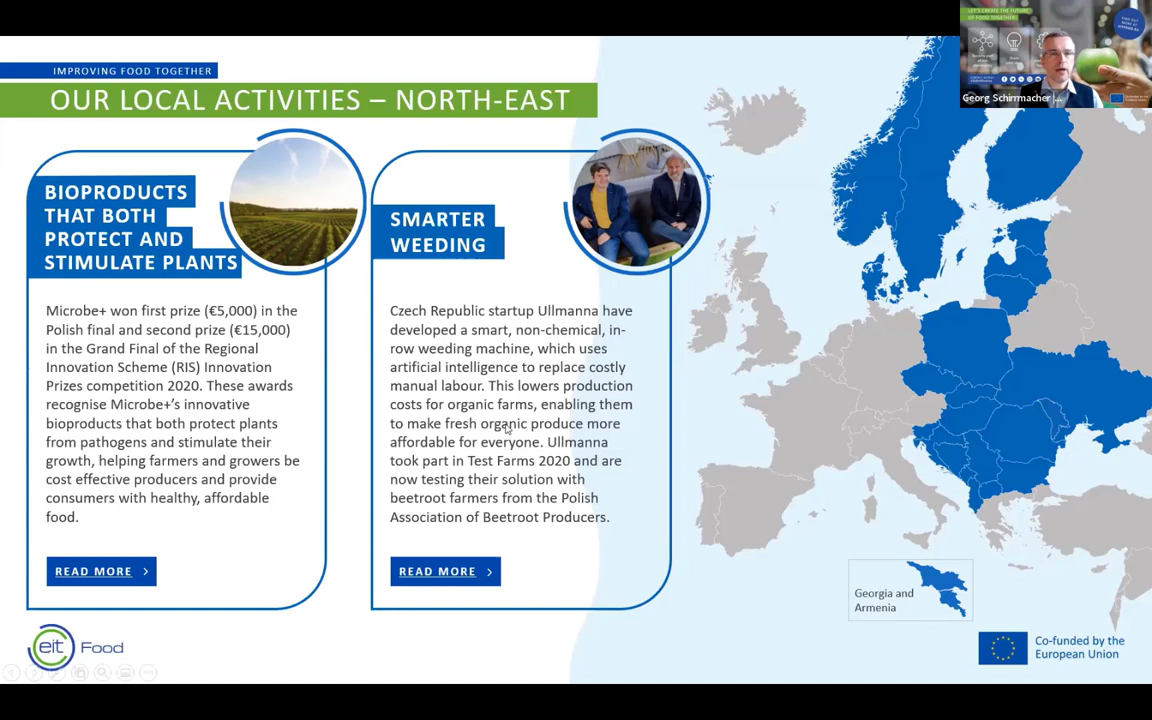 IMPROVING FOOD TOGETHER
OUR LOCAL ACTIVITIES – NORTH-EAST
BIOPRODUCTS
THAT BOTH
PROTECT AND
STIMULATE PLANTS
Microbe+ won first prize (€5,000) in the
Polish final and second prize (€15,000)
in the Grand Final of the Regional
Innovation Scheme (RIS) Innovation
Prizes competition 2020. These awards
recognise Microbe+’s innovative
bioproducts that both protect plants
from pathogens and stimulate their
growth, helping farmers and growers be
cost effective producers and provide
consumers with healthy, affordable
food.
READ MORE >
SMARTER
WEEDING
Czech Republic startup Ullmanna have
developed a smart, non-chemical, in-
row weeding machine, which uses
artificial intelligence to replace costly
manual labour. This lowers production
costs for organic farms, enabling them
to make fresh organic produce more
affordable for everyone. Ullmanna
took part in Test Farms 2020 and are
now testing their solution with
beetroot farmers from the Polish
Association of Beetroot Producers.
READ MORE >
LET'S CREATE THE FUTURE
OF FOOD TOGETHER
Georg Schirrmacher
Georgia and
Armenia
eit Food
Co-funded by the
European Union